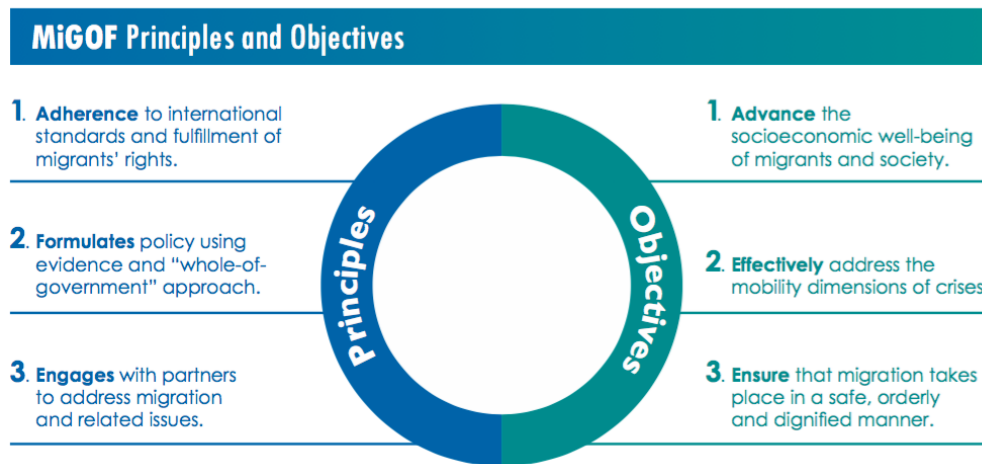 MiGOF Principles and Objectives
1. Adherence to international
standards and fulfillment of
migrants’ rights.
2. Formulates policy using
evidence and “whole-of-
government” approach.
3. Engages with partners
to address migration
and related issues.
Principles
Objectives
1. Advance the
socioeconomic well-being
of migrants and society.
2. Effectively address the
mobility dimensions of crises
3. Ensure that migration takes
place in a safe, orderly
and dignified manner.